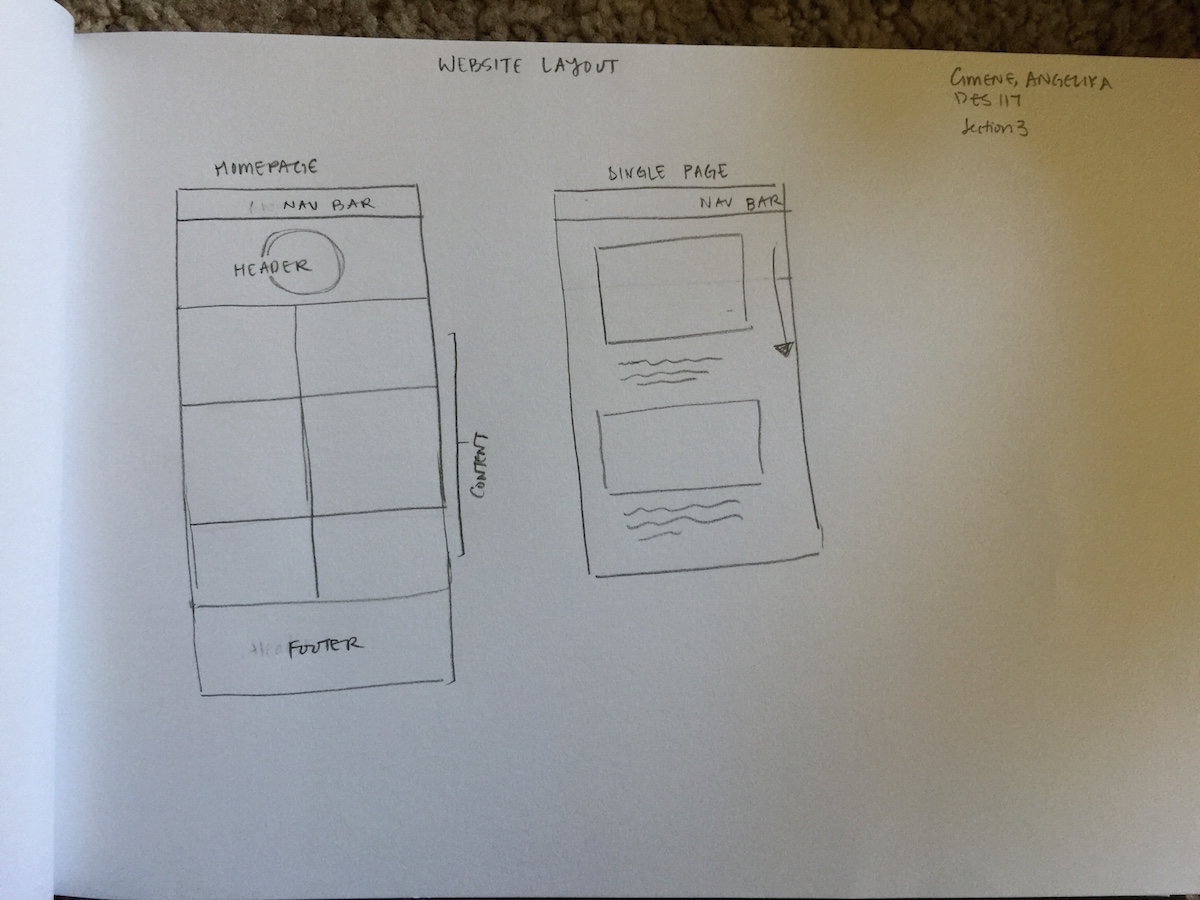 WEBSITE LAYOUT
GIMENE, ANGELIKA
DES 117
Section 3
HOMEPAGE
NAV BAR
HEADER
CONTENT
FOOTER
SINGLE PAGE
NAV BAR